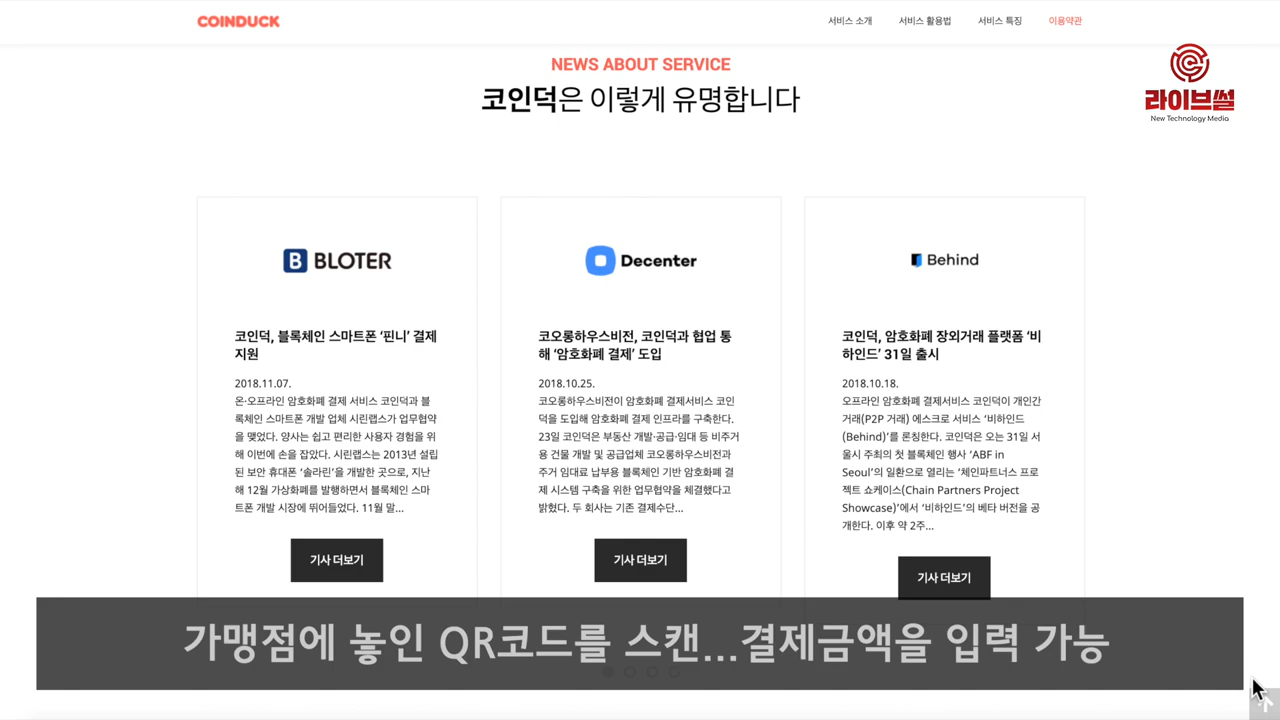 COINDUCK
서비스 소개 서비스 활용법 서비스 특징 이용약관
NEWS ABOUT SERVICE
코인덕은 이렇게 유명합니다
라이브썰
New Technology Media
B BLOTER
코인덕, 블록체인 스마트폰 ‘핀니’ 결제
지원
2018.11.07.
온·오프라인 암호화폐 결제 서비스 코인덕과 블
록체인 스마트폰 개발 업체 시린랩스가 업무협약
을 맺었다. 양사는 쉽고 편리한 사용자 경험을 위
해 이번에 손을 잡았다. 시린랩스는 2013년 설립
된 보안 휴대폰 ‘솔라린’을 개발한 곳으로, 지난
해 12월 가상화폐를 발행하면서 블록체인 스마
트폰 개발 시장에 뛰어들었다. 11월 말...
기사 더보기
Decenter
코오롱하우스비전, 코인덕과 협업 통
해 ‘암호화폐 결제’ 도입
2018.10.25.
코오롱하우스비전이 암호화폐 결제서비스 코인
덕을 도입해 암호화폐 결제 인프라를 구축한다.
23일 코인덕은 부동산 개발·공급·임대 등 비주거
용 건물 개발 및 공급업체 코오롱하우스비전과
주거 임대료 납부용 블록체인 기반 암호화폐 결
제 시스템 구축을 위한 업무협약을 체결했다고
밝혔다. 두 회사는 기존 결제수단...
기사 더보기
Behind
코인덕, 암호화폐 장외거래 플랫폼 ‘비
하인드’ 31일 출시
2018.10.18.
오프라인 암호화폐 결제서비스 코인덕이 개인간
거래(P2P 거래) 에스크로 서비스 ‘비하인드
(Behind)’를 론칭한다. 코인덕은 오는 31일 서
울시 주최의 첫 블록체인 행사 ‘ABF in
Seoul’의 일환으로 열리는 ‘체인파트너스 프로
젝트 쇼케이스(Chain Partners Project
Showcase)’에서 ‘비하인드’의 베타 버전을 공
개한다. 이후 약 2주...
기사 더보기
가맹점에 놓인 QR코드를 스캔...결제금액을 입력 가능